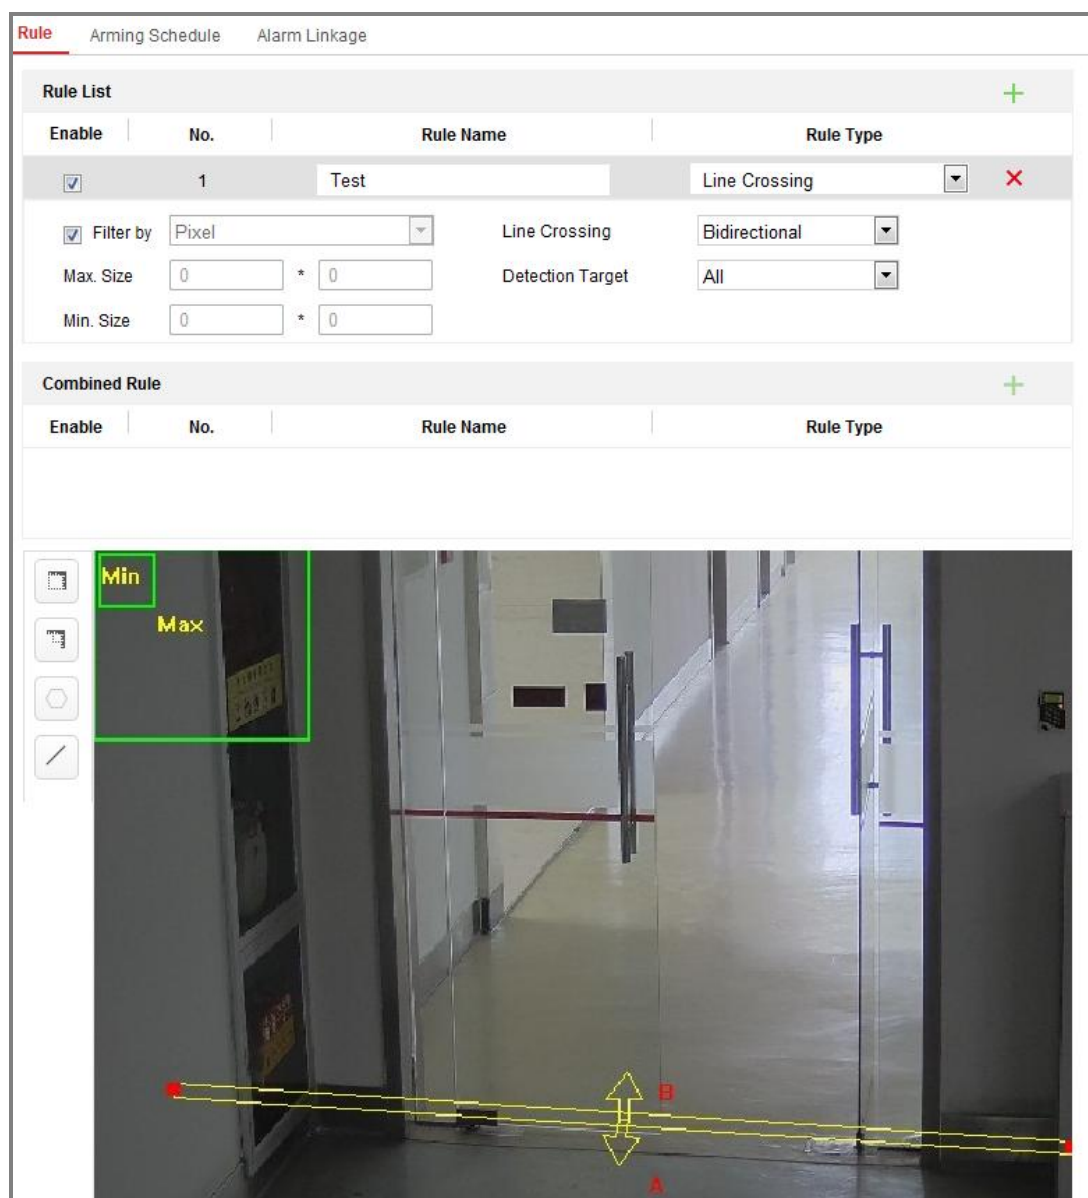 Rule Arming Schedule Alarm Linkage
Rule List
Enable No. Rule Name Rule Type
1 Test Line Crossing
Filter by Pixel Line Crossing Bidirectional
Max. Size 0 * 0 Detection Target All
Min. Size 0 * 0
Combined Rule
Enable No. Rule Name Rule Type
Min
Max
B
A